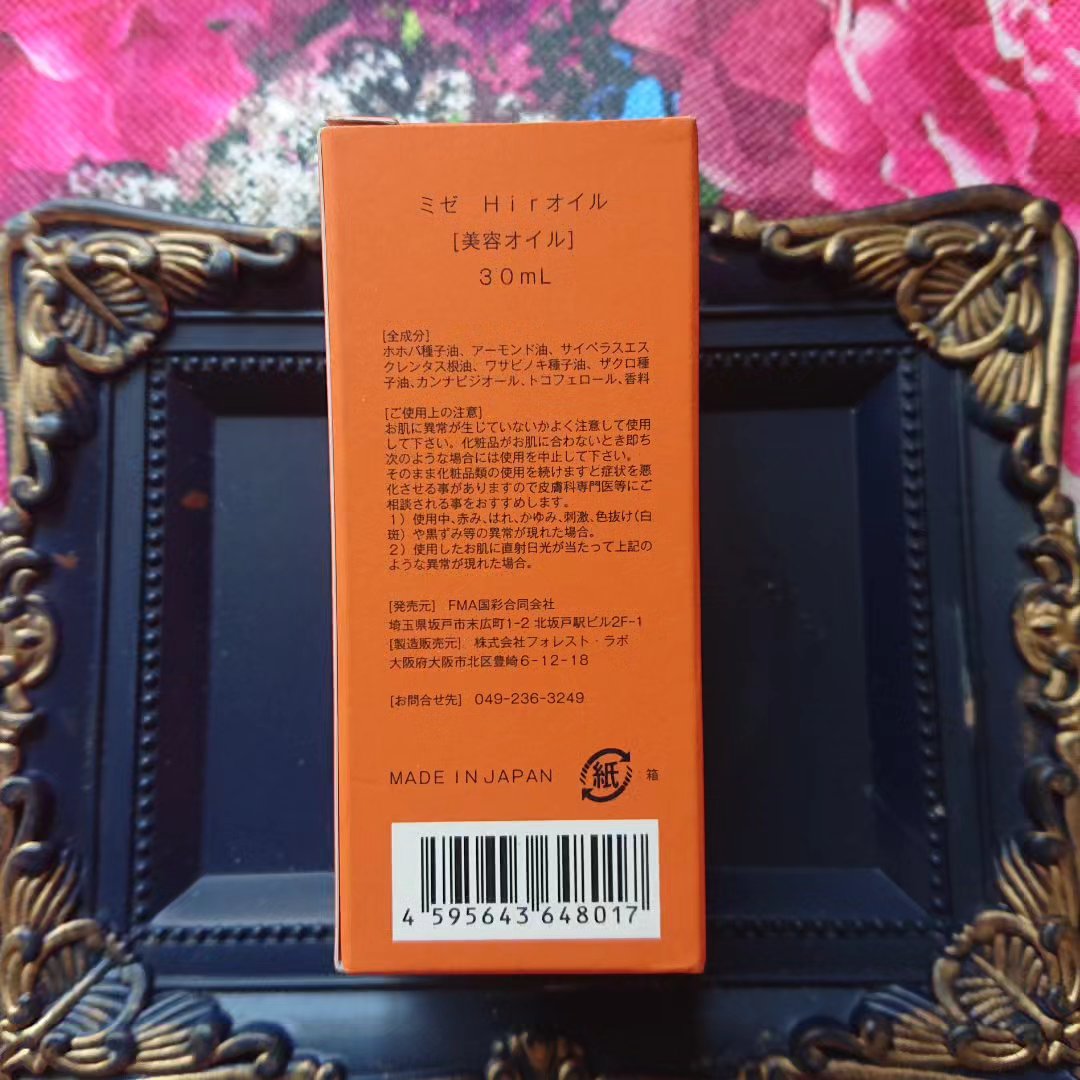 ミゼ Hirオイル
[美容オイル]
30mL
[全成分]
ホホバ種子油、アーモンド油、サイペラスエス
クレンタス根油、ワサビノキ種子油、ザクロ種
子油、カンナビジオール、トコフェロール、香料
[ご使用上の注意]
お肌に異常が生じていないかよく注意して使用
して下さい。化粧品がお肌に合わないとき即ち
次のような場合には使用を中止して下さい。
そのまま化粧品類の使用を続けますと症状を悪
化させる事がありますので皮膚科専門医等にご
相談される事をおすすめします。
1）使用中、赤み、はれ、かゆみ、刺激、色抜け(白
斑）や黒ずみ等の異常が現れた場合。
2）使用したお肌に直射日光が当たって上記の
ような異常が現れた場合。
[発売元] FMA国彩合同会社
埼玉県坂戸市末広町1-2 北坂戸駅ビル2F-1
[製造販売元] 株式会社フォレスト・ラボ
大阪府大阪市北区豊崎6-12-18
[お問合せ先] 049-236-3249
MADE IN JAPAN 紙 箱
4 595643 648017